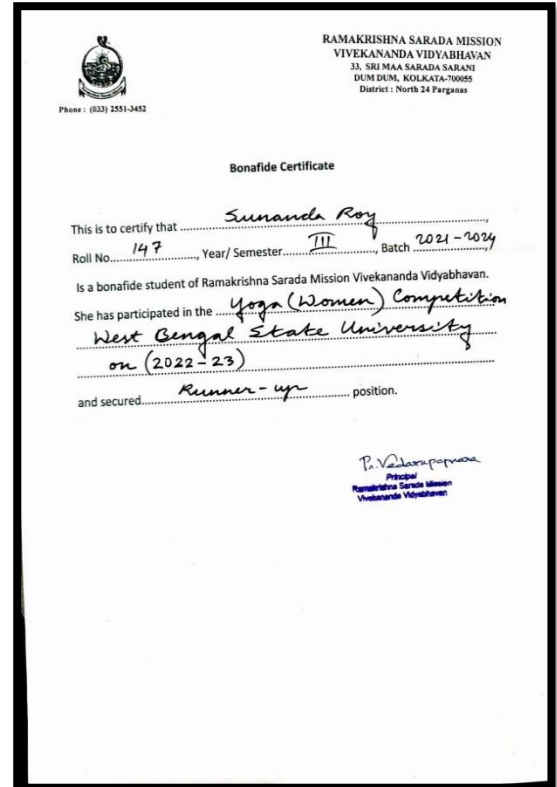 RAMAKRISHNA SARADA MISSION
VIVEKANANDA VIDYABHAVAN
33, SRI MAA SARADA SARANI
DUM DUM, KOLKATA-700055
District : North 24 Parganas
Phone : (033) 2551-3452
Bonafide Certificate
This is to certify that Sunanda Roy,
Roll No. 147, Year/ Semester III, Batch 2021-2024,
Is a bonafide student of Ramakrishna Sarada Mission Vivekananda Vidyabhavan.
She has participated in the Yoga (Women) Competition
West Bengal State University
on (2022-23)
and secured Runner-up position.
Principal
Ramakrishna Sarada Mission
Vivekananda Vidyabhavan